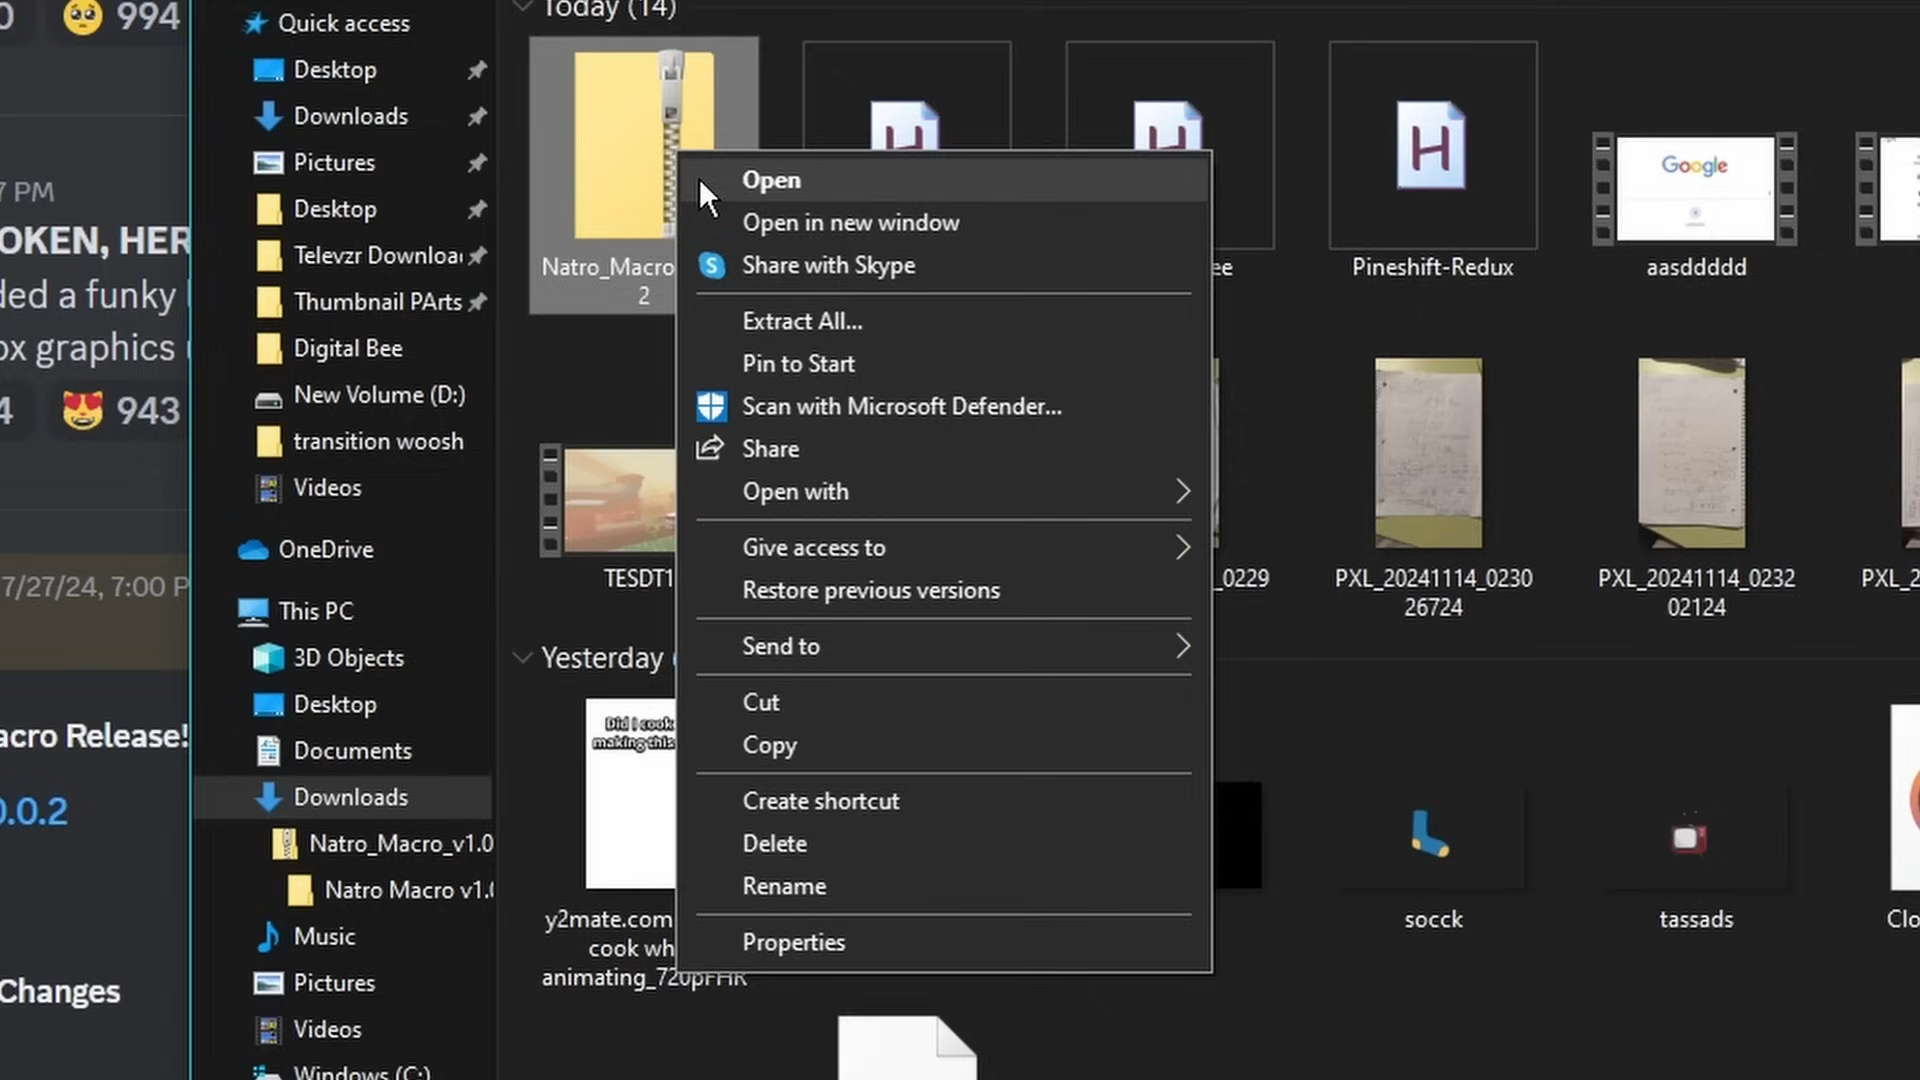 0 🥺 994
7 PM
OKEN, HER
ded a funky
ox graphics
4 😻 943
7/27/24, 7:00 P
acro Release!
0.0.2
Changes
Quick access
Desktop
Downloads
Pictures
Desktop
Televzr Downloa
Thumbnail PArts
Digital Bee
New Volume (D:)
transition woosh
Videos
OneDrive
This PC
3D Objects
Desktop
Documents
Downloads
Natro_Macro_v1.0
Natro Macro v1.0
Music
Pictures
Videos
Windows (C:)
Today (14)
Natro_Macro
2
ee
Pineshift-Redux
Google
aasddddd
TESDT1
_0229
PXL_20241114_0230
26724
PXL_20241114_0232
02124
PXL_2
Yesterday
Did I cook
making this
y2mate.com
cook wh
animating_720pFHR
socck
tassads
Clo
Open
Open in new window
Share with Skype
Extract All...
Pin to Start
Scan with Microsoft Defender...
Share
Open with
Give access to
Restore previous versions
Send to
Cut
Copy
Create shortcut
Delete
Rename
Properties